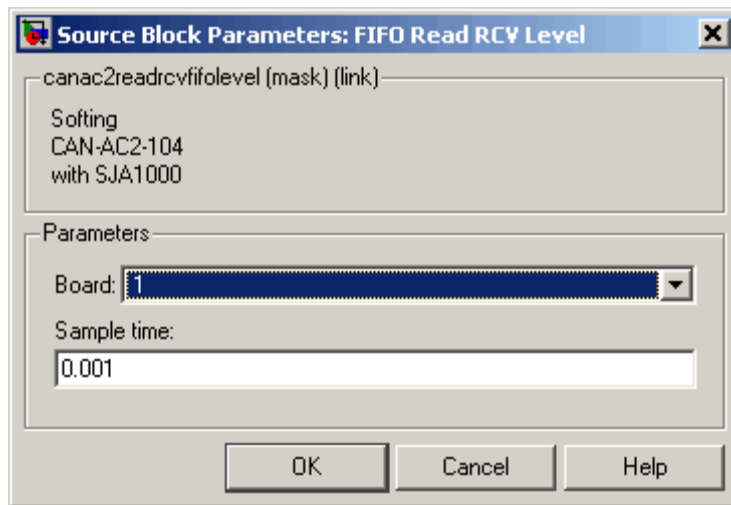 Source Block Parameters: FIFO Read RCV Level
canac2readrcvfifolevel (mask) (link)
Softing
CAN-AC2-104
with SJA1000
Parameters
Board: 1
Sample time:
0.001
OK Cancel Help